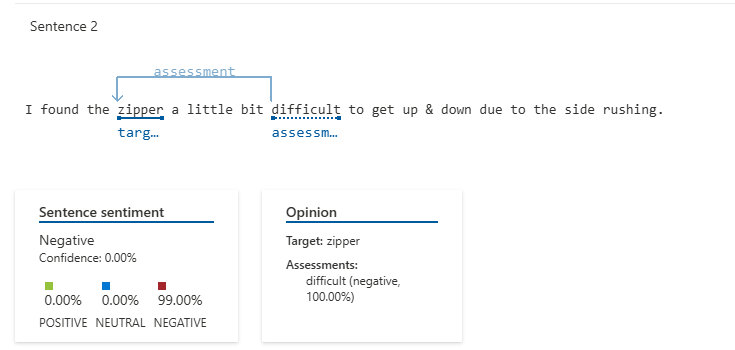 Sentence 2
assessment
I found the zipper a little bit difficult to get up & down due to the side rushing.
targ… assessm…
Sentence sentiment
Negative
Confidence: 0.00%
0.00% 0.00% 99.00%
POSITIVE NEUTRAL NEGATIVE
Opinion
Target: zipper
Assessments:
difficult (negative,
100.00%)